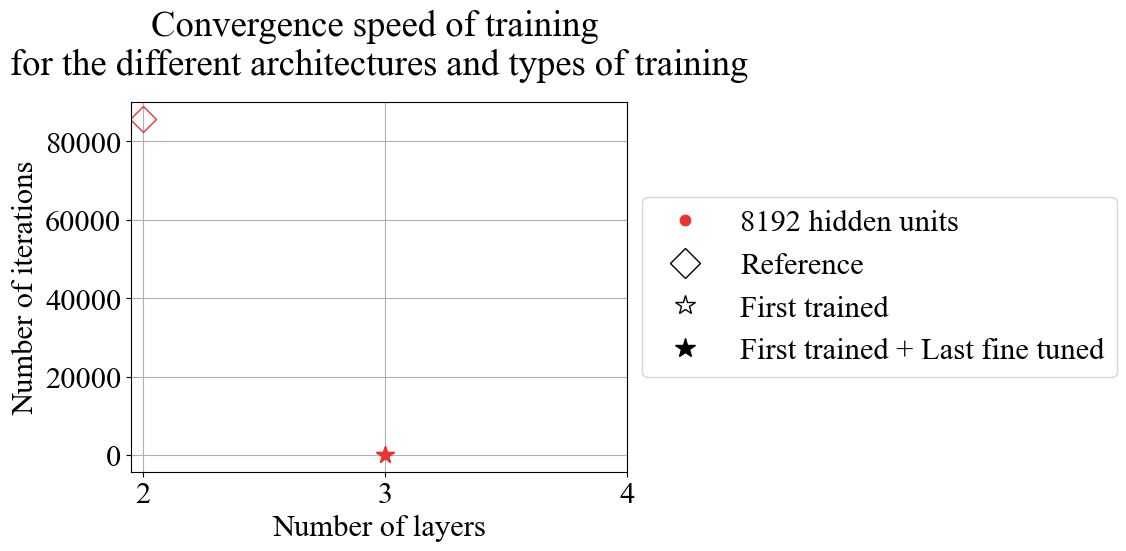 Convergence speed of training
for the different architectures and types of training
80000
60000
40000
20000
0
Number of iterations
2
3
4
Number of layers
8192 hidden units
Reference
First trained
First trained + Last fine tuned